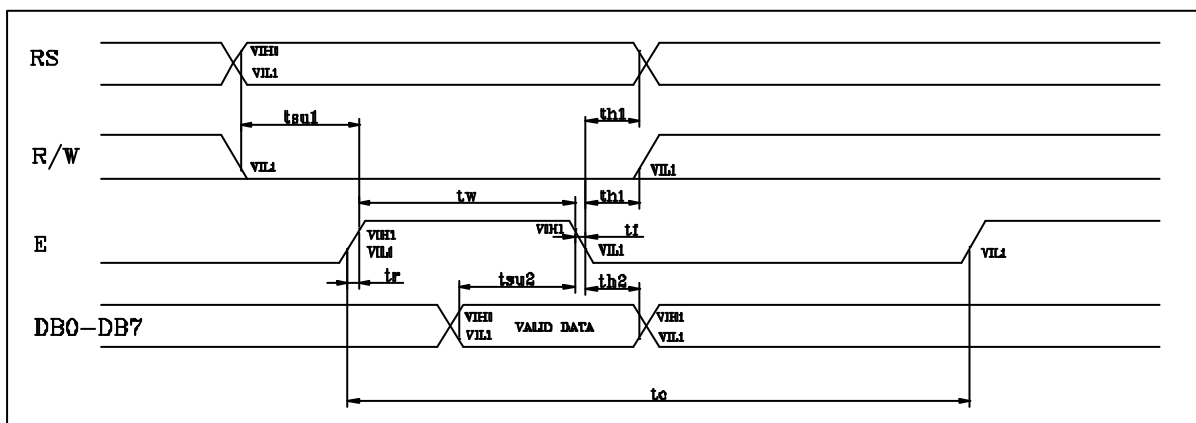 RS
VIH1
VIL1
tsu1
th1
R/W
VIL1
VIL1
tw
th1
E
VIH1
VIL1
VIH1
tf
VIL1
VIL1
tr
tsu2
th2
DB0-DB7
VIH1
VIL1
VALID DATA
VIH1
VIL1
tc